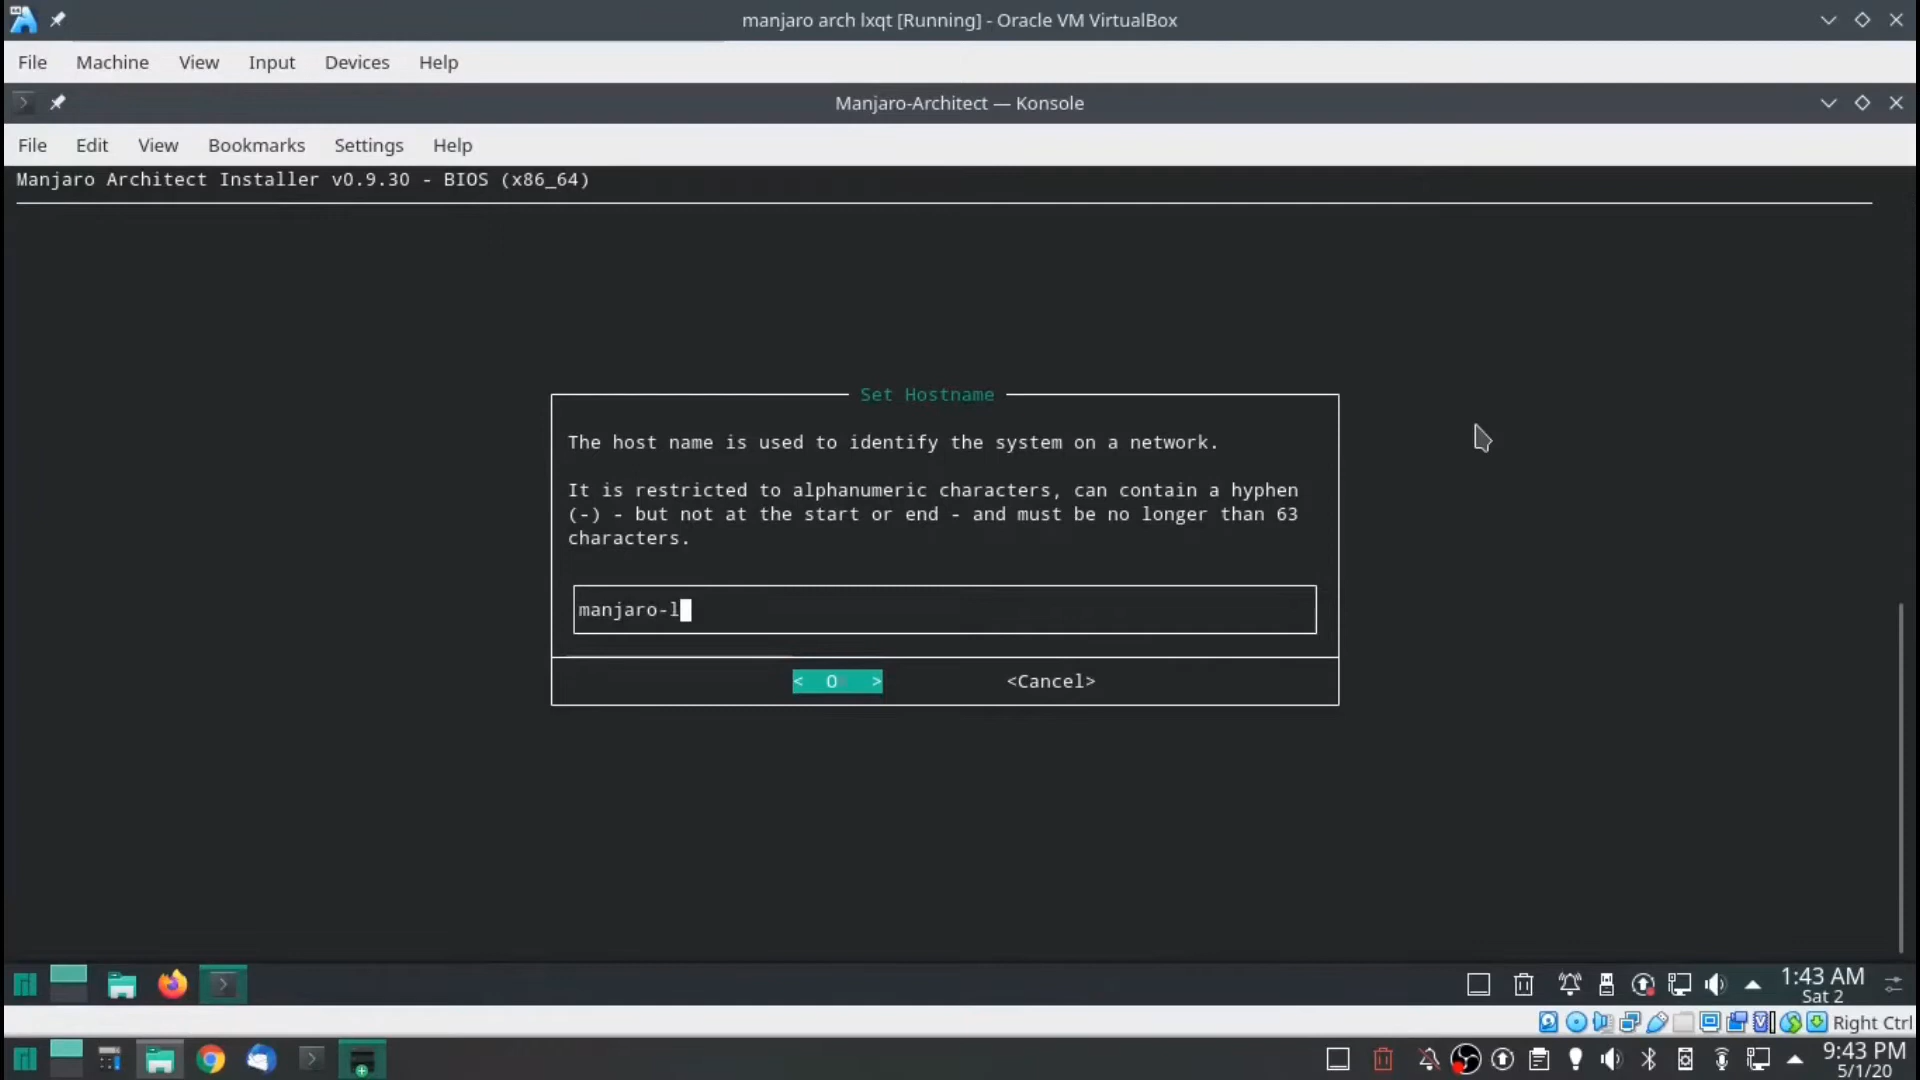 manjaro arch lxqt [Running] - Oracle VM VirtualBox
File Machine View Input Devices Help
Manjaro-Architect — Konsole
File Edit View Bookmarks Settings Help
Manjaro Architect Installer v0.9.30 - BIOS (x86_64)
Set Hostname
The host name is used to identify the system on a network.
It is restricted to alphanumeric characters, can contain a hyphen
(-) - but not at the start or end - and must be no longer than 63
characters.
manjaro-l
< O > <Cancel>
1:43 AM
Sat 2
Right Ctrl
9:43 PM
5/1/20